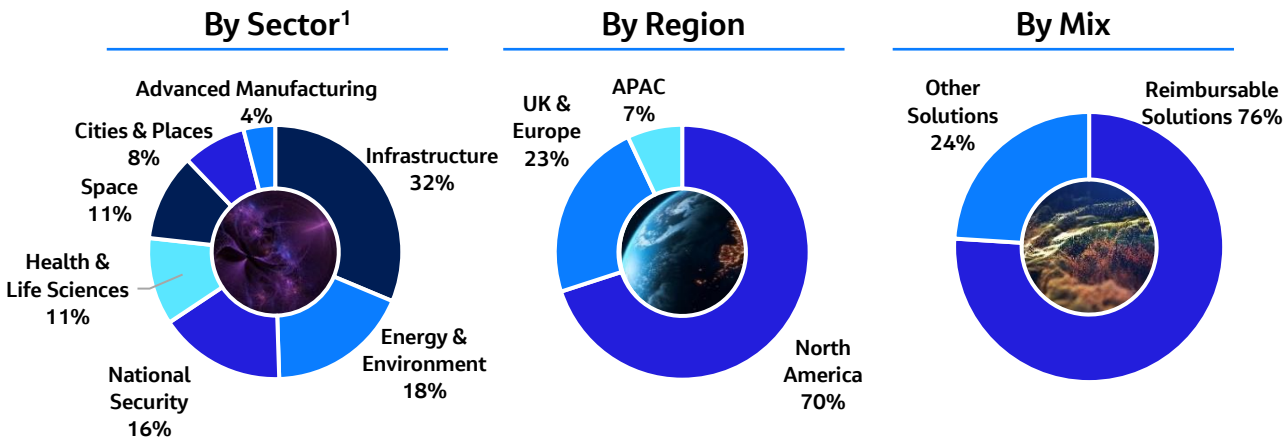 By Sector¹
Advanced Manufacturing
4%
Cities & Places
8%
Space
11%
Health &
Life Sciences
11%
National
Security
16%
Energy &
Environment
18%
Infrastructure
32%
By Region
APAC
7%
UK &
Europe
23%
North
America
70%
By Mix
Other
Solutions
24%
Reimbursable
Solutions 76%